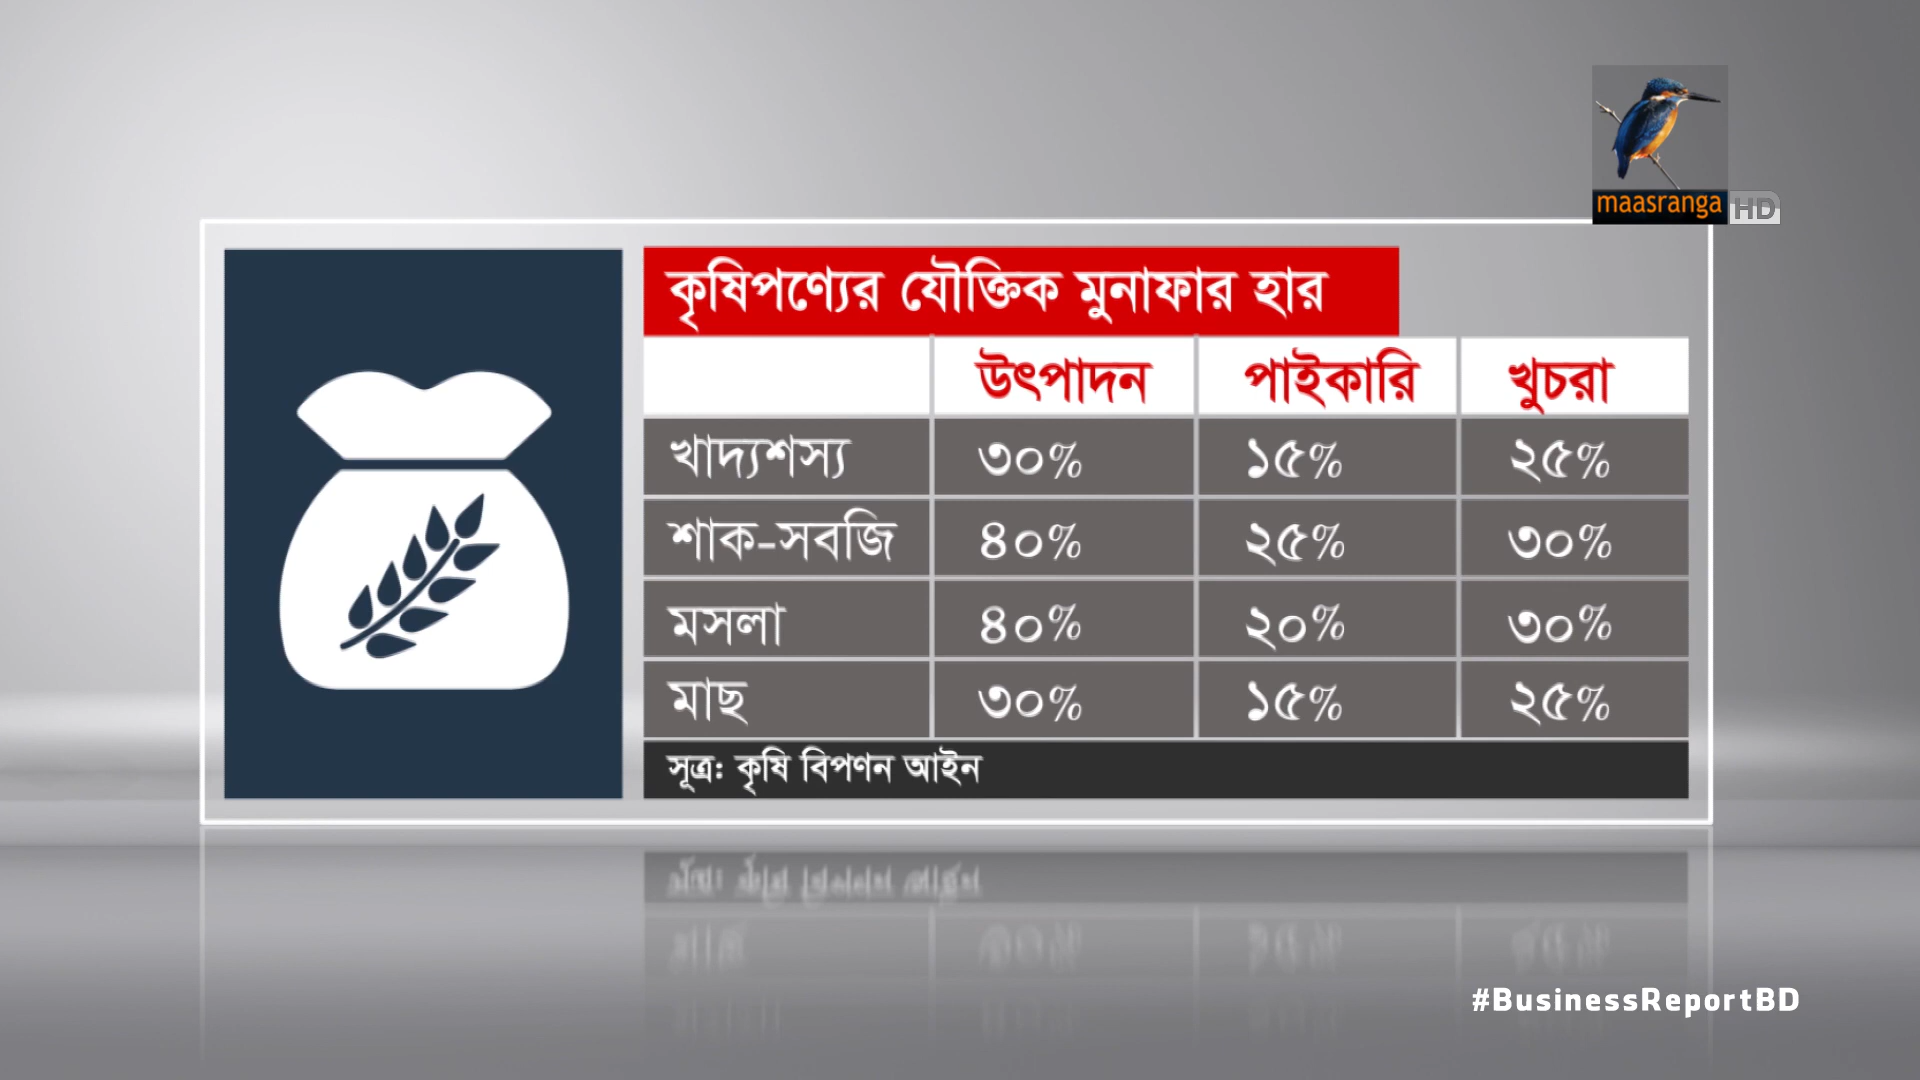 maasranga HD
কৃষিপণ্যের যৌক্তিক মুনাফার হার
উৎপাদন পাইকারি খুচরা
খাদ্যশস্য ৩০% ১৫% ২৫%
শাক-সবজি ৪০% ২৫% ৩০%
মসলা ৪০% ২০% ৩০%
মাছ ৩০% ১৫% ২৫%
সূত্র: কৃষি বিপণন আইন
#BusinessReportBD